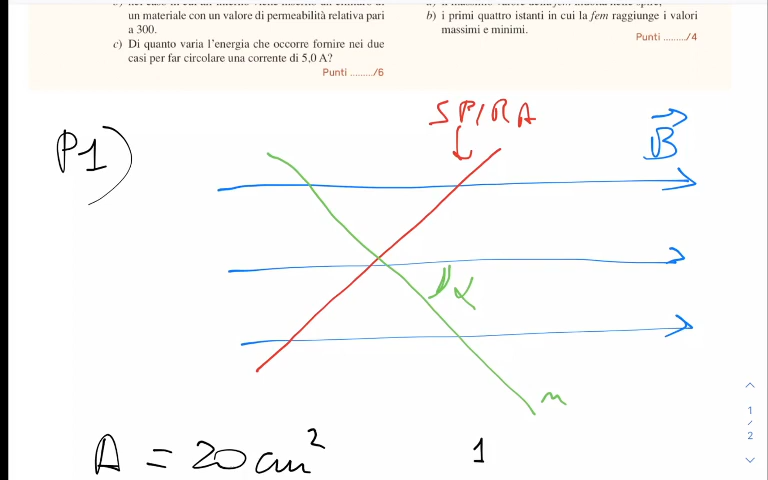 un materiale con un valore di permeabilità relativa pari
a 300.
c) Di quanto varia l'energia che occorre fornire nei due
casi per far circolare una corrente di 5,0 A?
Punti ........./6
b) i primi quattro istanti in cui la fem raggiunge i valori
massimi e minimi.
Punti ........./4
P1)
SPIRA
B
α
n
A = 20 cm²
1
1
/
2